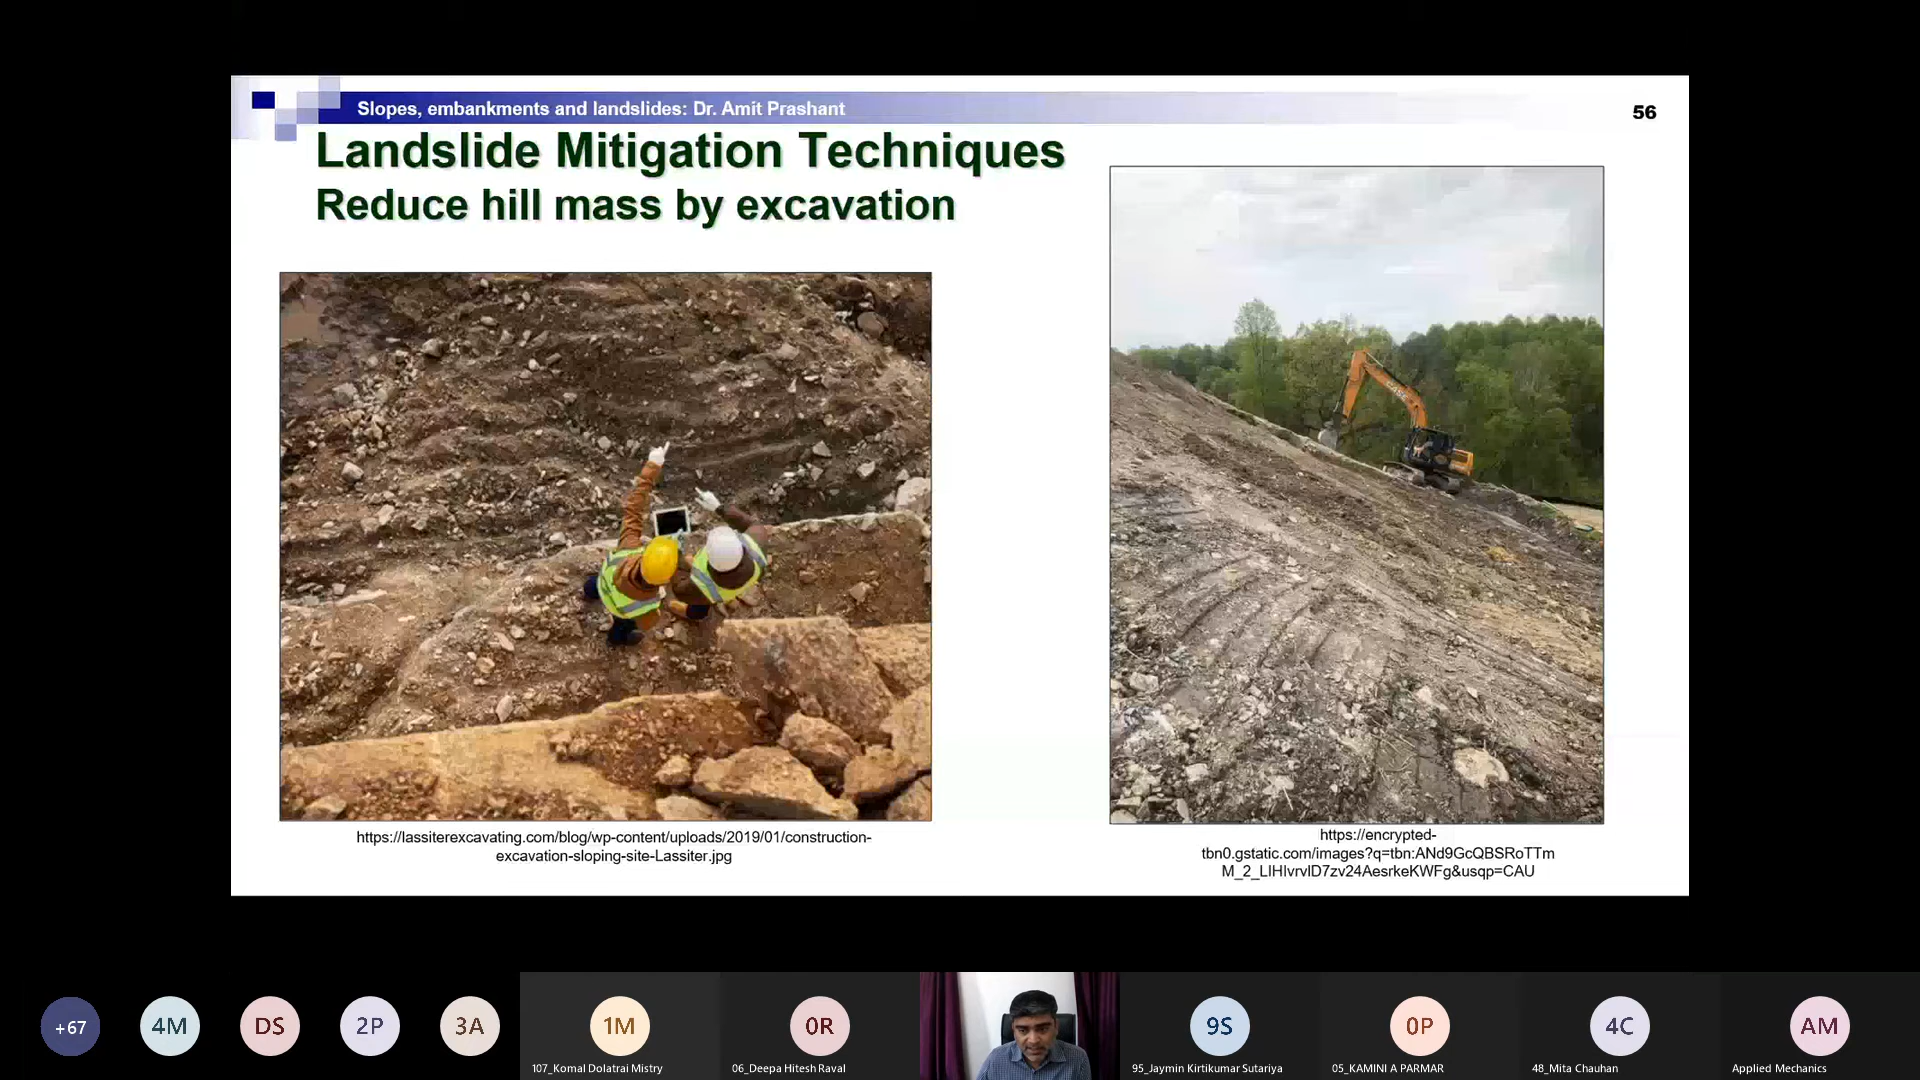 Slopes, embankments and landslides: Dr. Amit Prashant
56
Landslide Mitigation Techniques
Reduce hill mass by excavation
CASE
https://lassiterexcavating.com/blog/wp-content/uploads/2019/01/construction-
excavation-sloping-site-Lassiter.jpg
https://encrypted-
tbn0.gstatic.com/images?q=tbn:ANd9GcQBSRoTTm
M_2_LIHIvrvlD7zv24AesrkeKWFg&usqp=CAU
+67
4M
DS
2P
3A
1M
107_Komal Dolatrai Mistry
0R
06_Deepa Hitesh Raval
9S
95_Jaymin Kirtikumar Sutariya
0P
05_KAMINI A PARMAR
4C
48_Mita Chauhan
AM
Applied Mechanics